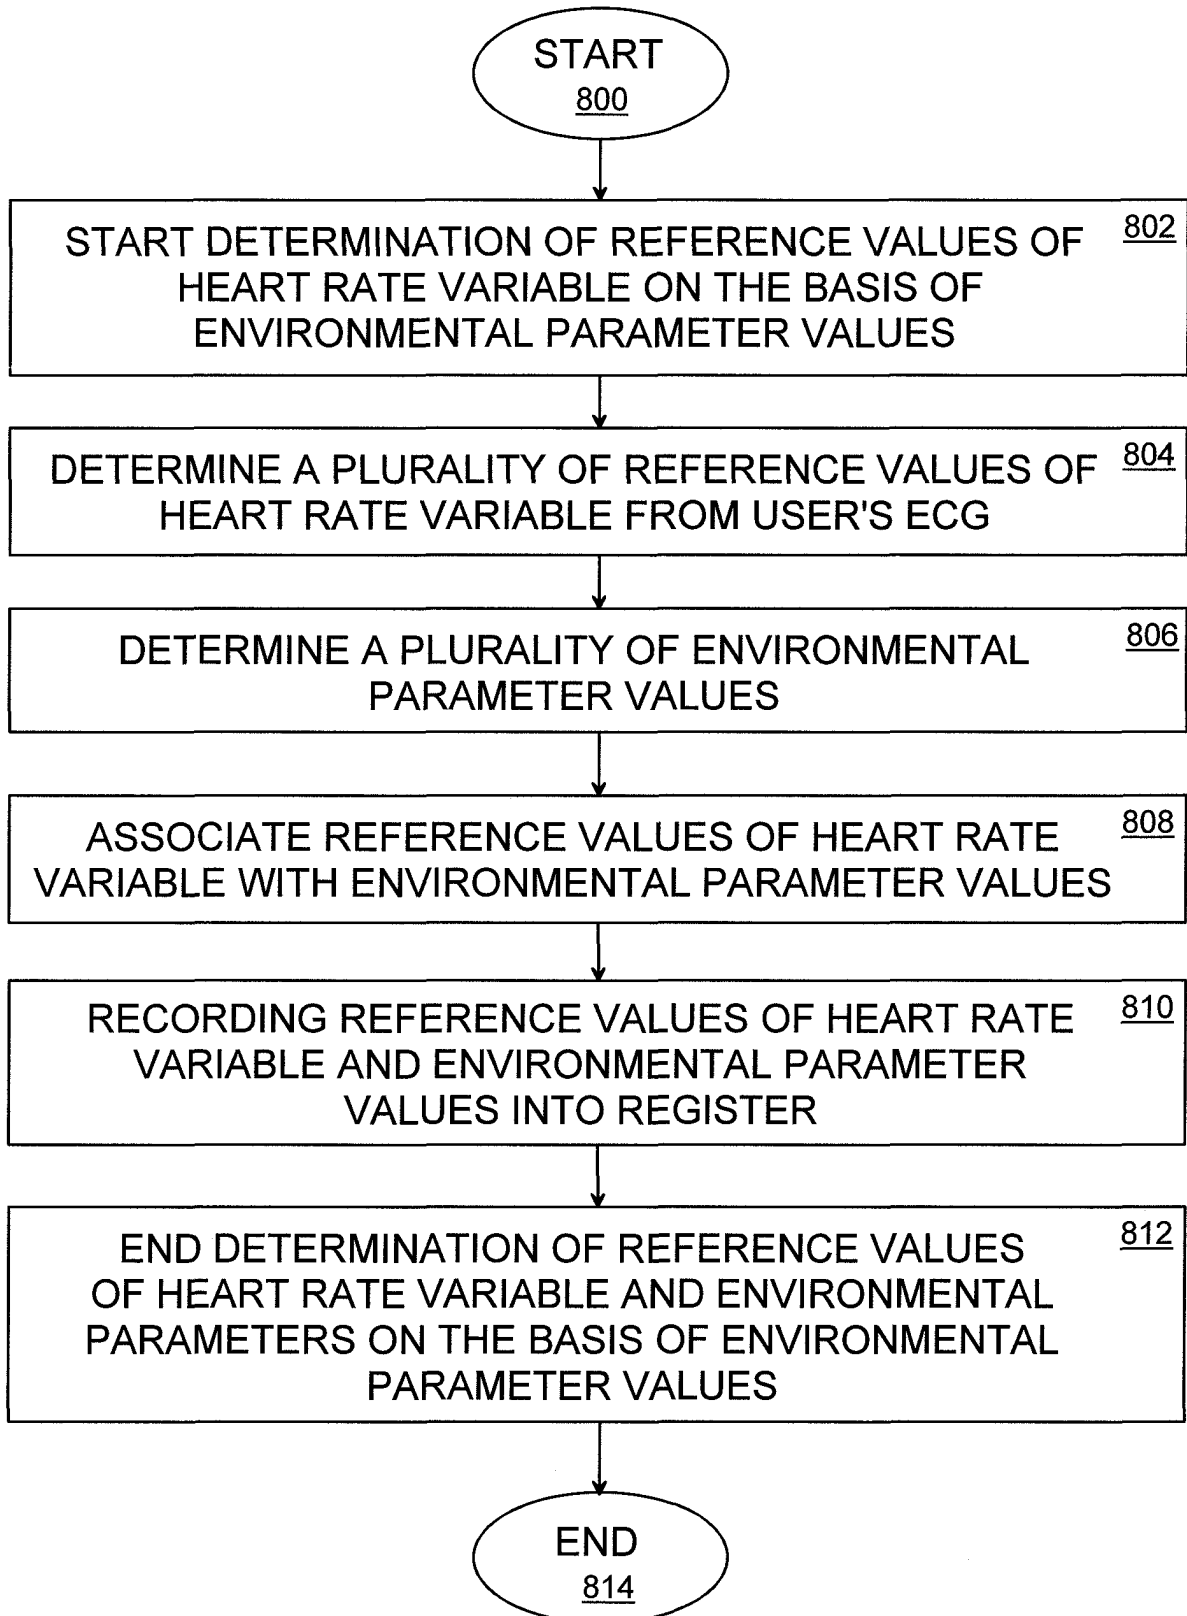 START
800
START DETERMINATION OF REFERENCE VALUES OF
HEART RATE VARIABLE ON THE BASIS OF
ENVIRONMENTAL PARAMETER VALUES
802
DETERMINE A PLURALITY OF REFERENCE VALUES OF
HEART RATE VARIABLE FROM USER'S ECG
804
DETERMINE A PLURALITY OF ENVIRONMENTAL
PARAMETER VALUES
806
ASSOCIATE REFERENCE VALUES OF HEART RATE
VARIABLE WITH ENVIRONMENTAL PARAMETER VALUES
808
RECORDING REFERENCE VALUES OF HEART RATE
VARIABLE AND ENVIRONMENTAL PARAMETER
VALUES INTO REGISTER
810
END DETERMINATION OF REFERENCE VALUES
OF HEART RATE VARIABLE AND ENVIRONMENTAL
PARAMETERS ON THE BASIS OF ENVIRONMENTAL
PARAMETER VALUES
812
END
814